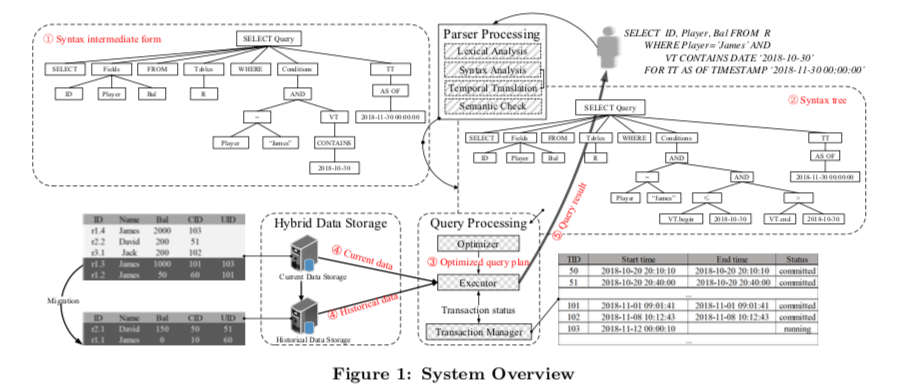 ① Syntax intermediate form
SELECT Query
SELECT Fields FROM Tables WHERE Conditions TT
ID Player Bal R AND AS OF
= VT 2018-11-30 00:00:00
Player "James" CONTAINS
2018-10-30
Parser Processing
Lexical Analysis
Syntax Analysis
Temporal Translation
Semantic Check
SELECT ID, Player, Bal FROM R
WHERE Player='James' AND
VT CONTAINS DATE '2018-10-30'
FOR TT AS OF TIMESTAMP '2018-11-30 00:00:00'
② Syntax tree
SELECT Query
SELECT Fields FROM Tables WHERE Conditions TT
ID Player Bal R AND AS OF
= AND 2018-11-30 00:00:00
Player "James" ≤ >
VT.begin 2018-10-30 VT.end 2018-10-30
ID Name Bal CID UID
r1.4 James 2000 103
r2.2 David 200 51
r3.1 Jack 200 102
r1.3 James 1000 101 103
r1.2 James 50 60 101
Migration
r2.1 David 150 50 51
r1.1 James 0 10 60
Hybrid Data Storage
Current Data Storage
Historical Data Storage
④ Current data
④ Historical data
Query Processing
Optimizer
③ Optimized query plan
Executor
Transaction status
Transaction Manager
⑤ Query result
TID Start time End time Status
50 2018-10-20 20:10:10 2018-10-20 20:10:10 committed
51 2018-10-20 20:40:00 2018-10-20 20:40:00 committed
...
101 2018-11-01 09:01:41 2018-11-01 09:01:41 committed
102 2018-11-08 10:12:43 2018-11-08 10:12:43 committed
103 2018-11-12 00:00:10 running
...
Figure 1: System Overview